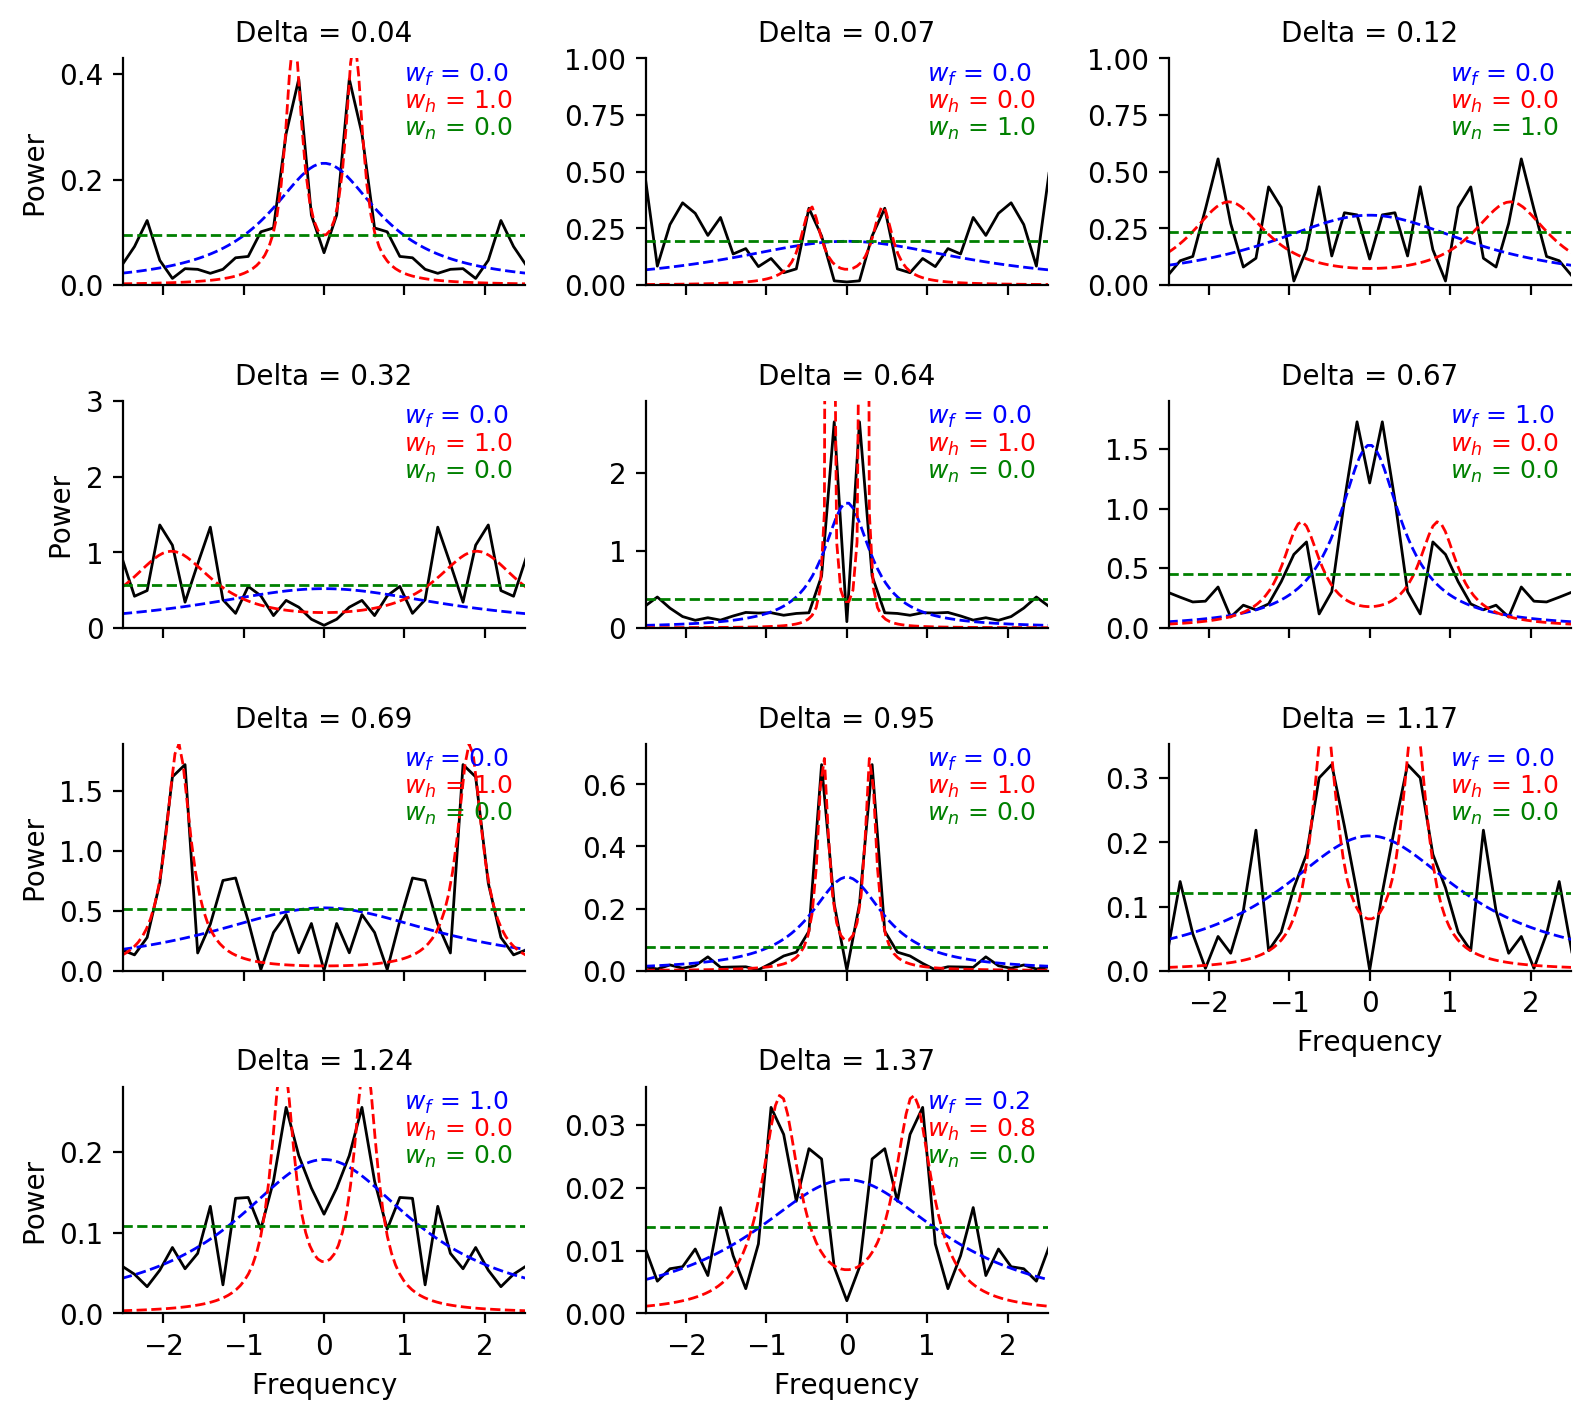 Delta = 0.04
Delta = 0.07
Delta = 0.12
Power
0.4
0.2
0.0
w_f = 0.0
w_h = 1.0
w_n = 0.0
1.00
0.75
0.50
0.25
0.00
w_f = 0.0
w_h = 0.0
w_n = 1.0
1.00
0.75
0.50
0.25
0.00
w_f = 0.0
w_h = 0.0
w_n = 1.0
Delta = 0.32
Delta = 0.64
Delta = 0.67
Power
3
2
1
0
w_f = 0.0
w_h = 1.0
w_n = 0.0
2
1
0
w_f = 0.0
w_h = 1.0
w_n = 0.0
1.5
1.0
0.5
0.0
w_f = 1.0
w_h = 0.0
w_n = 0.0
Delta = 0.69
Delta = 0.95
Delta = 1.17
Power
1.5
1.0
0.5
0.0
w_f = 0.0
w_h = 1.0
w_n = 0.0
0.6
0.4
0.2
0.0
w_f = 0.0
w_h = 1.0
w_n = 0.0
0.3
0.2
0.1
0.0
w_f = 0.0
w_h = 1.0
w_n = 0.0
−2 −1 0 1 2
Frequency
Delta = 1.24
Delta = 1.37
Power
0.2
0.1
0.0
w_f = 1.0
w_h = 0.0
w_n = 0.0
−2 −1 0 1 2
Frequency
0.03
0.02
0.01
0.00
w_f = 0.2
w_h = 0.8
w_n = 0.0
−2 −1 0 1 2
Frequency